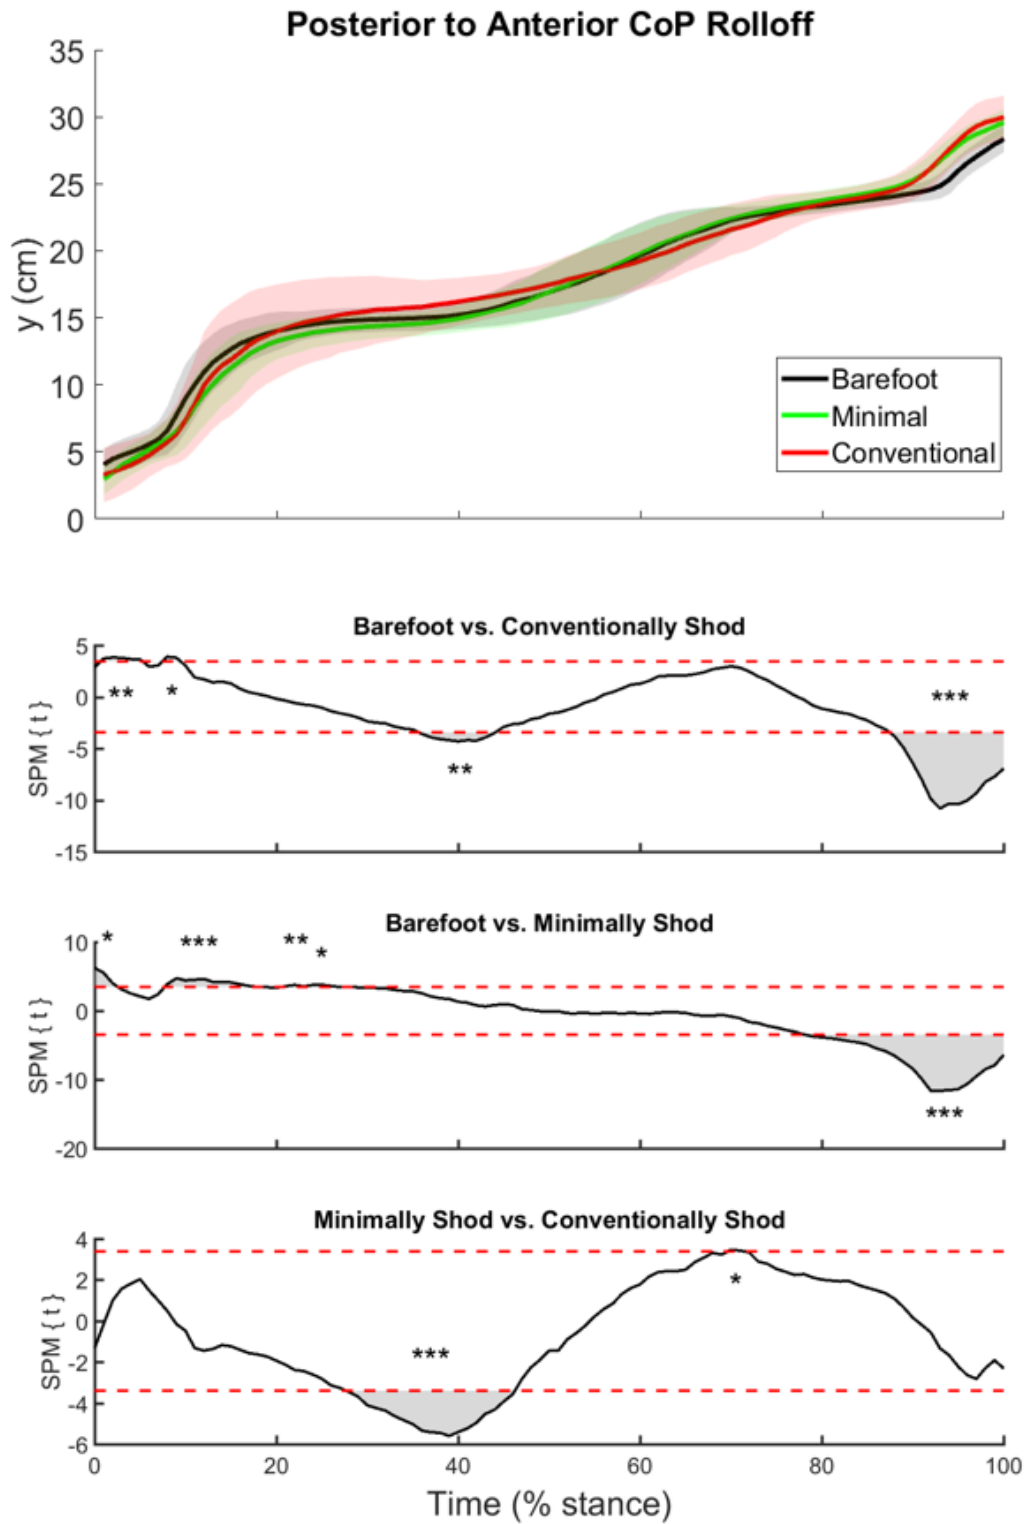 Posterior to Anterior CoP Rolloff
35
30
25
20
15
10
5
0
y (cm)
Barefoot
Minimal
Conventional
Barefoot vs. Conventionally Shod
5
0
-5
-10
-15
SPM { t }
** * ***
**
Barefoot vs. Minimally Shod
10
0
-10
-20
SPM { t }
* *** **
*
***
Minimally Shod vs. Conventionally Shod
4
2
0
-2
-4
-6
SPM { t }
*
***
0 20 40 60 80 100
Time (% stance)